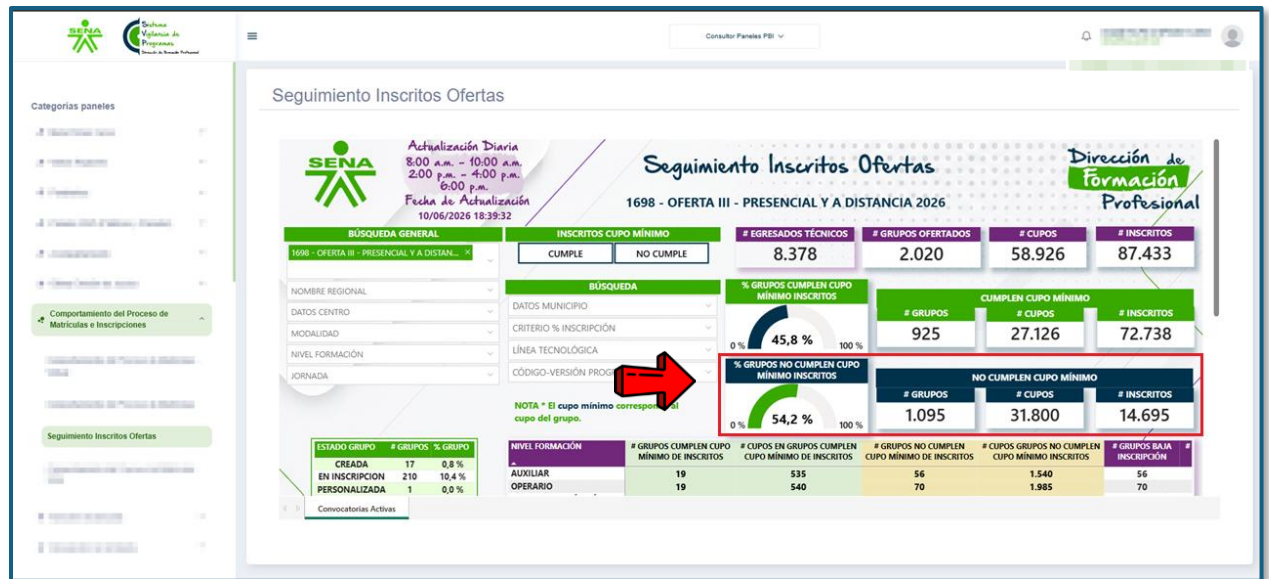 SENA
Sistema
Vigilancia de
Programas
Dirección de Formación Profesional
Consultor Paneles PBI
Categorías paneles
Comportamiento del Proceso de
Matrículas e Inscripciones
Seguimiento Inscritos Ofertas
Seguimiento Inscritos Ofertas
SENA
Actualización Diaria
8:00 a.m. - 10:00 a.m.
2:00 p.m. - 4:00 p.m.
6:00 p.m.
Fecha de Actualización
10/06/2026 18:39:32
Seguimiento Inscritos Ofertas
1698 - OFERTA III - PRESENCIAL Y A DISTANCIA 2026
Dirección de
Formación
Profesional
BÚSQUEDA GENERAL
1698 - OFERTA III - PRESENCIAL Y A DISTAN... ×
NOMBRE REGIONAL
DATOS CENTRO
MODALIDAD
NIVEL FORMACIÓN
JORNADA
INSCRITOS CUPO MÍNIMO
CUMPLE NO CUMPLE
BÚSQUEDA
DATOS MUNICIPIO
CRITERIO % INSCRIPCIÓN
LÍNEA TECNOLÓGICA
CÓDIGO-VERSIÓN
NOTA * El cupo mínimo al
cupo del grupo.
# EGRESADOS TÉCNICOS # GRUPOS OFERTADOS # CUPOS # INSCRITOS
8.378 2.020 58.926 87.433
% GRUPOS CUMPLEN CUPO
MÍNIMO INSCRITOS
0 % 45,8 % 100 %
CUMPLEN CUPO MÍNIMO
# GRUPOS # CUPOS # INSCRITOS
925 27.126 72.738
% GRUPOS NO CUMPLEN CUPO
MÍNIMO INSCRITOS
0 % 54,2 % 100 %
NO CUMPLEN CUPO MÍNIMO
# GRUPOS # CUPOS # INSCRITOS
1.095 31.800 14.695
ESTADO GRUPO # GRUPOS % GRUPO
CREADA 17 0,8 %
EN INSCRIPCION 210 10,4 %
PERSONALIZADA 1 0,0 %
NIVEL FORMACIÓN # GRUPOS CUMPLEN CUPO MÍNIMO DE INSCRITOS # CUPOS EN GRUPOS CUMPLEN CUPO MÍNIMO DE INSCRITOS # GRUPOS NO CUMPLEN CUPO MÍNIMO DE INSCRITOS # CUPOS GRUPOS NO CUMPLEN CUPO MÍNIMO INSCRITOS # GRUPOS BAJA INSCRIPCIÓN #
AUXILIAR 19 535 56 1.540 56
OPERARIO 19 540 70 1.985 70
Convocatorias Activas